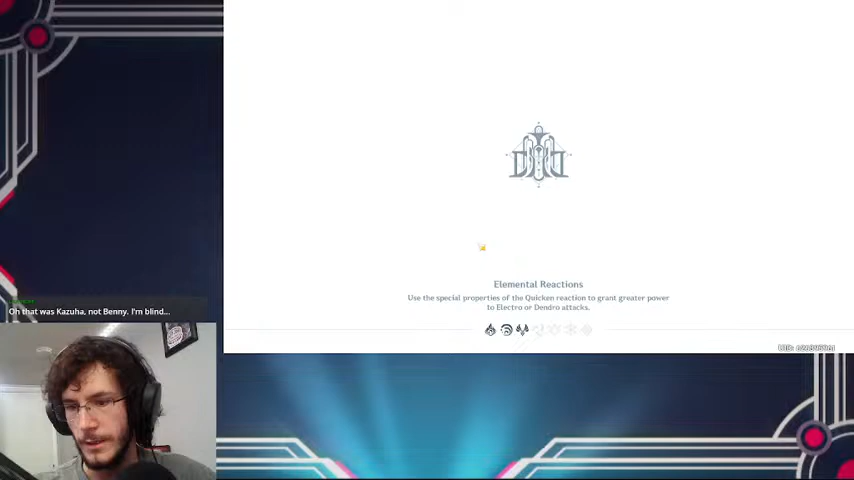 Oh that was Kazuha, not Benny. I'm blind...
Elemental Reactions
Use the special properties of the Quicken reaction to grant greater power
to Electro or Dendro attacks.